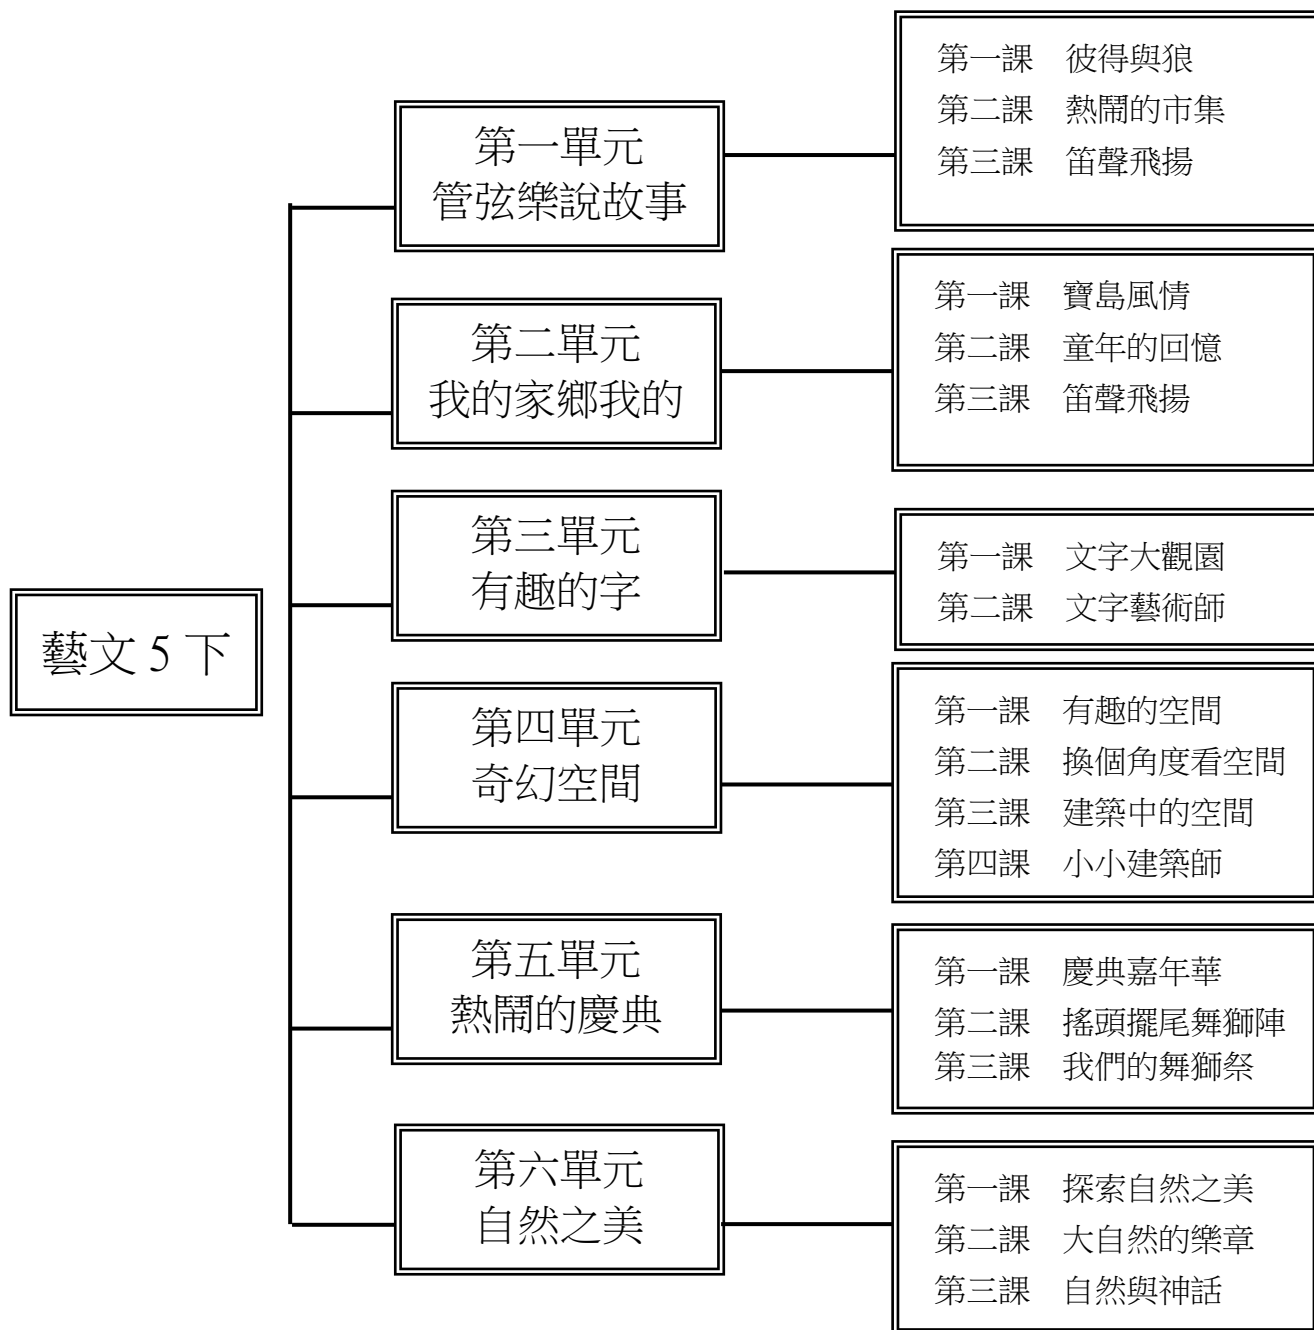 藝文 5 下
第一單元
管弦樂說故事
第一課 彼得與狼
第二課 熱鬧的市集
第三課 笛聲飛揚
第二單元
我的家鄉我的
第一課 寶島風情
第二課 童年的回憶
第三課 笛聲飛揚
第三單元
有趣的字
第一課 文字大觀園
第二課 文字藝術師
第四單元
奇幻空間
第一課 有趣的空間
第二課 換個角度看空間
第三課 建築中的空間
第四課 小小建築師
第五單元
熱鬧的慶典
第一課 慶典嘉年華
第二課 搖頭擺尾舞獅陣
第三課 我們的舞獅祭
第六單元
自然之美
第一課 探索自然之美
第二課 大自然的樂章
第三課 自然與神話